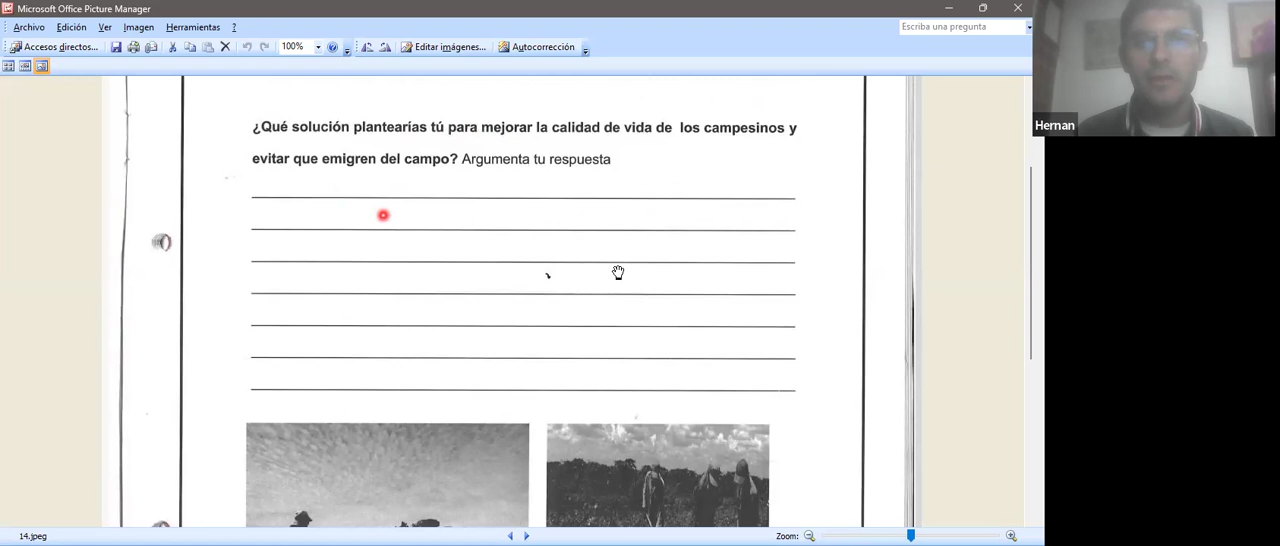 Microsoft Office Picture Manager
Archivo Edición Ver Imagen Herramientas ?
Escriba una pregunta
Accesos directos... 100% Editar imágenes... Autocorrección
¿Qué solución plantearías tú para mejorar la calidad de vida de los campesinos y
evitar que emigren del campo? Argumenta tu respuesta
Hernan
14.jpeg
Zoom: